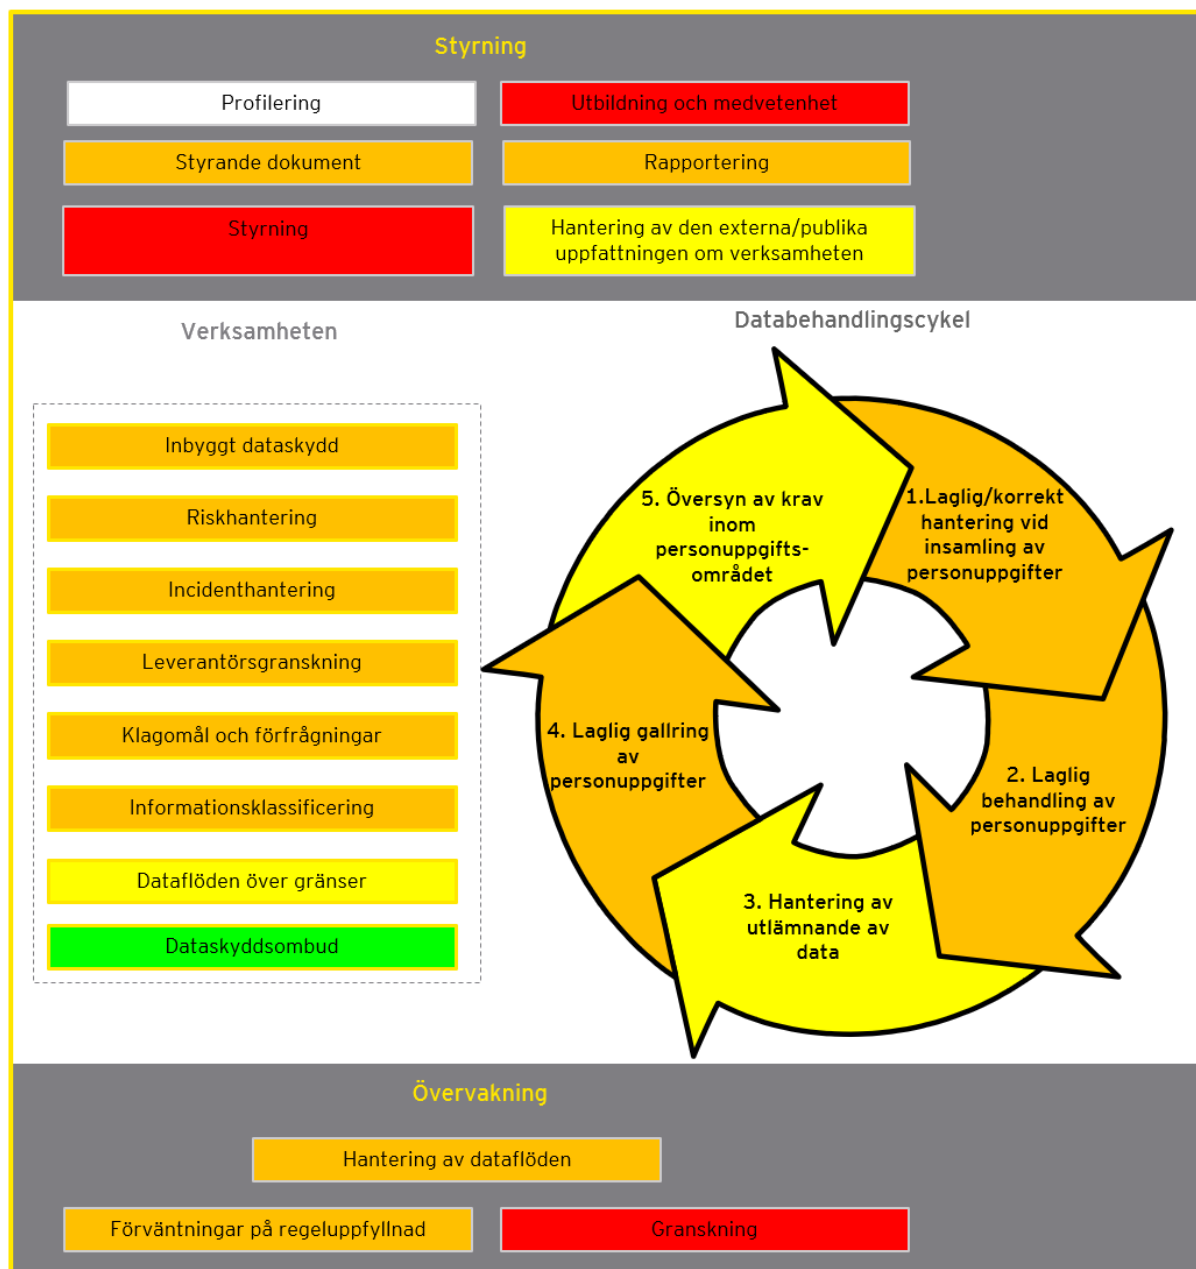 Styrning
Profilering
Utbildning och medvetenhet
Styrande dokument
Rapportering
Styrning
Hantering av den externa/publika
uppfattningen om verksamheten
Verksamheten
Inbyggt dataskydd
Riskhantering
Incidenthantering
Leverantörsgranskning
Klagomål och förfrågningar
Informationsklassificering
Dataflöden över gränser
Dataskyddsombud
Databehandlingscykel
1.Laglig/korrekt
hantering vid
insamling av
personuppgifter
2. Laglig
behandling av
personuppgifter
3. Hantering av
utlämnande av
data
4. Laglig gallring
av
personuppgifter
5. Översyn av krav
inom
personuppgifts-
området
Övervakning
Hantering av dataflöden
Förväntningar på regeluppfyllnad
Granskning